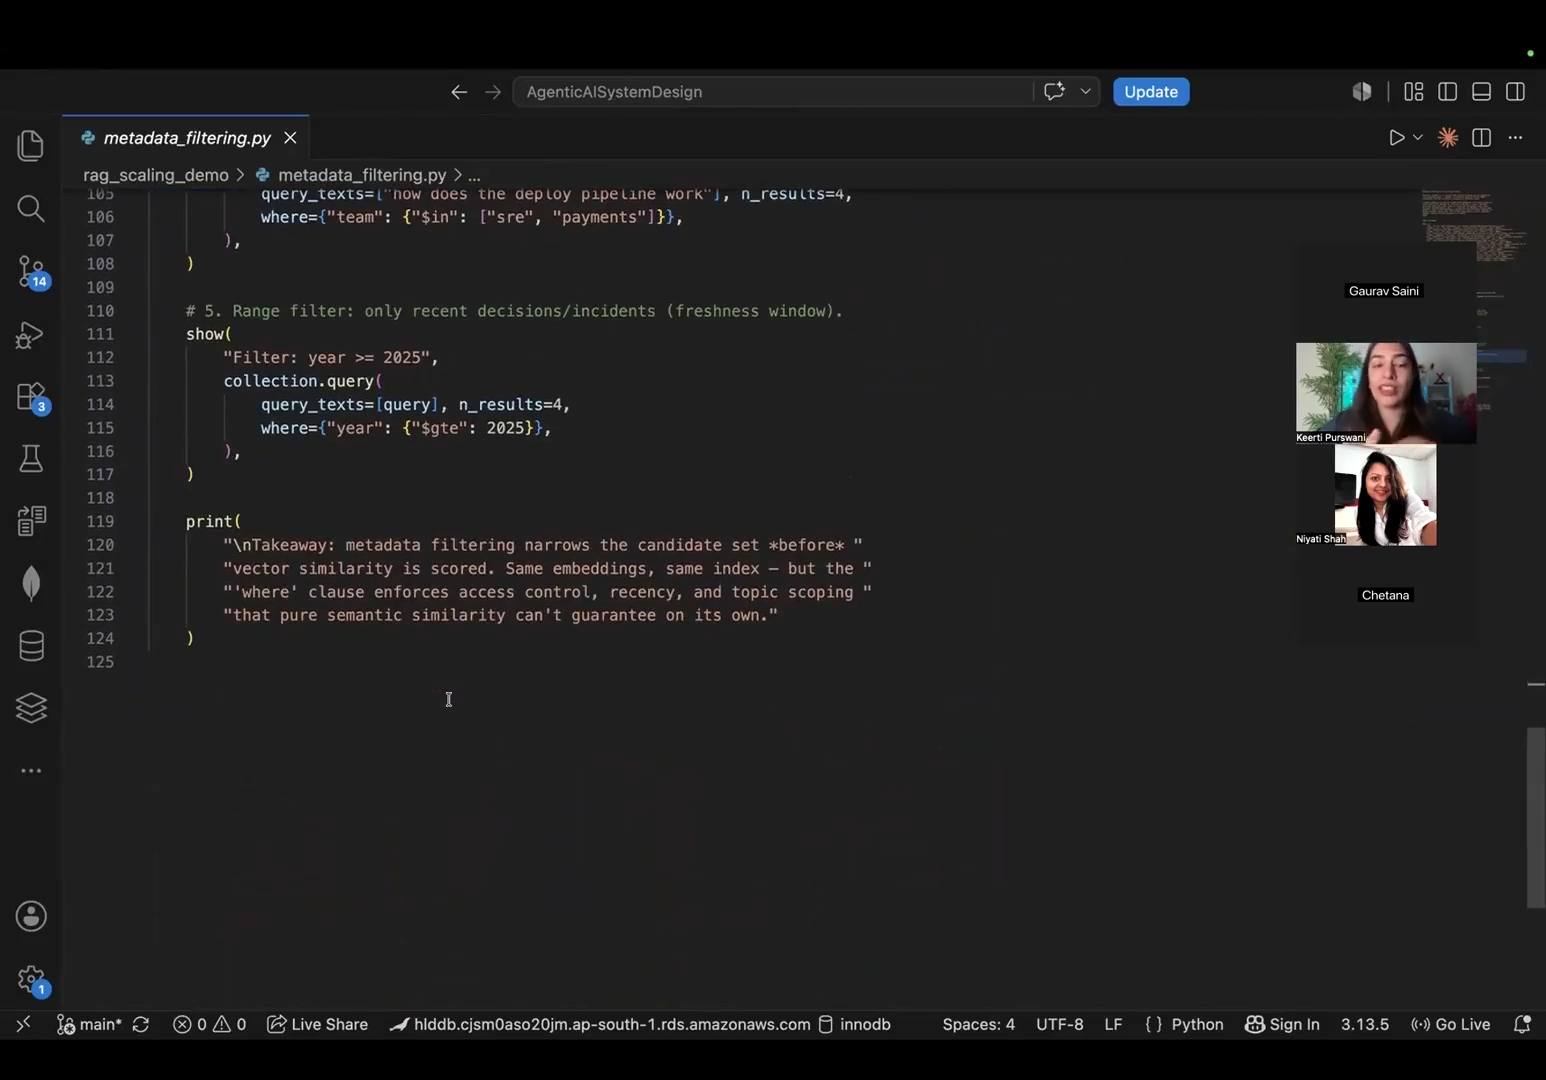 AgenticAISystemDesign
Update
metadata_filtering.py
rag_scaling_demo > metadata_filtering.py > ...
105 query_texts=["how does the deploy pipeline work"], n_results=4,
106 where={"team": {"$in": ["sre", "payments"]}},
107 ),
108 )
109
110 # 5. Range filter: only recent decisions/incidents (freshness window).
111 show(
112 "Filter: year >= 2025",
113 collection.query(
114 query_texts=[query], n_results=4,
115 where={"year": {"$gte": 2025}},
116 ),
117 )
118
119 print(
120 "\nTakeaway: metadata filtering narrows the candidate set *before* "
121 "vector similarity is scored. Same embeddings, same index — but the "
122 "'where' clause enforces access control, recency, and topic scoping "
123 "that pure semantic similarity can't guarantee on its own."
124 )
125
14
3
1
Gaurav Saini
Keerti Purswani
Niyati Shah
Chetana
main* 0 0 Live Share hlddb.cjsm0aso20jm.ap-south-1.rds.amazonaws.com innodb Spaces: 4 UTF-8 LF { } Python Sign In 3.13.5 Go Live